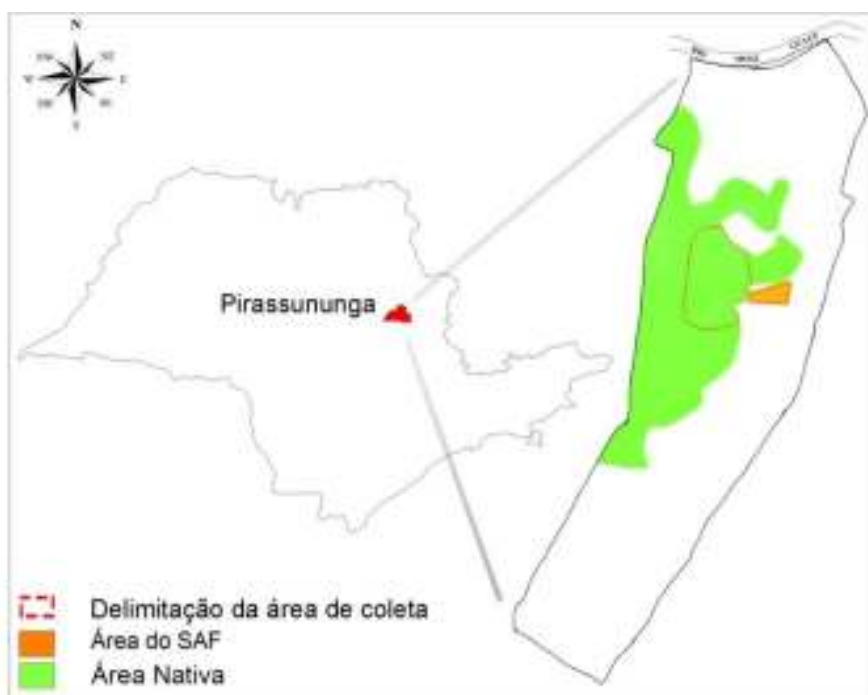 N
Pirassununga
Delimitação da área de coleta
Área do SAF
Área Nativa